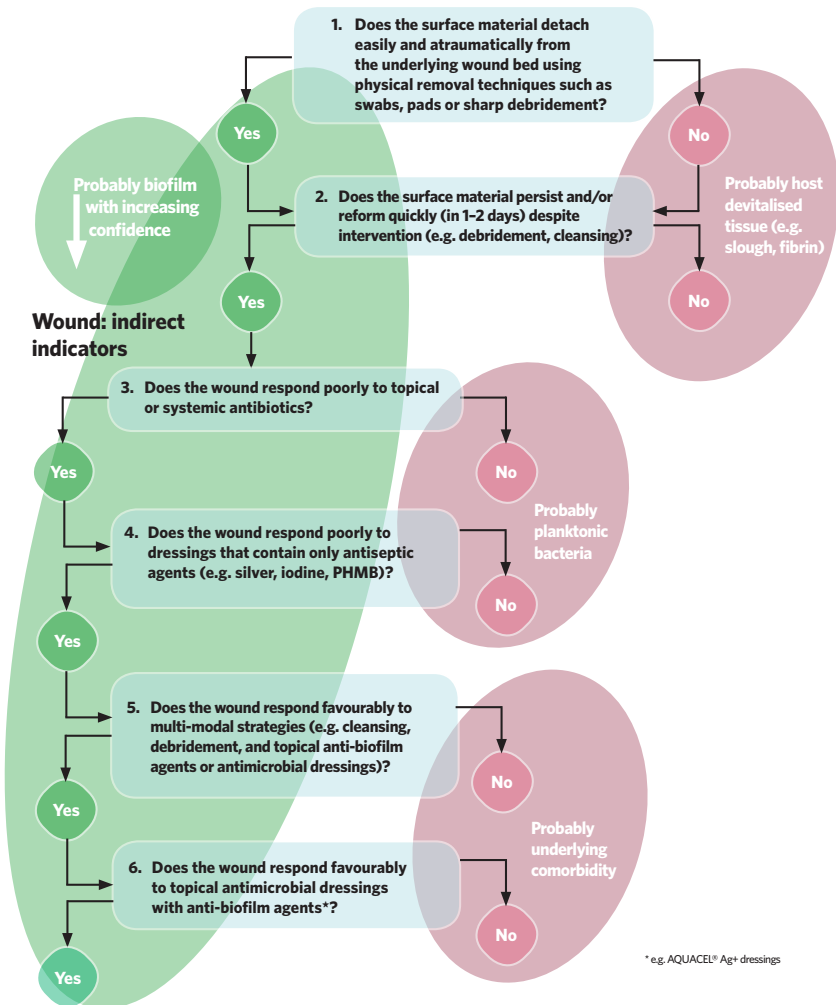 1. Does the surface material detach
easily and atraumatically from
the underlying wound bed using
physical removal techniques such as
swabs, pads or sharp debridement?
Yes
No
Probably biofilm
with increasing
confidence
2. Does the surface material persist and/or
reform quickly (in 1–2 days) despite
intervention (e.g. debridement, cleansing)?
Probably host
devitalised
tissue (e.g.
slough, fibrin)
Yes
No
Wound: indirect
indicators
3. Does the wound respond poorly to topical
or systemic antibiotics?
Yes
No
4. Does the wound respond poorly to
dressings that contain only antiseptic
agents (e.g. silver, iodine, PHMB)?
Probably
planktonic
bacteria
Yes
No
5. Does the wound respond favourably to
multi-modal strategies (e.g. cleansing,
debridement, and topical anti-biofilm
agents or antimicrobial dressings)?
Yes
No
Probably
underlying
comorbidity
6. Does the wound respond favourably
to topical antimicrobial dressings
with anti-biofilm agents*?
Yes
No
* e.g. AQUACEL® Ag+ dressings